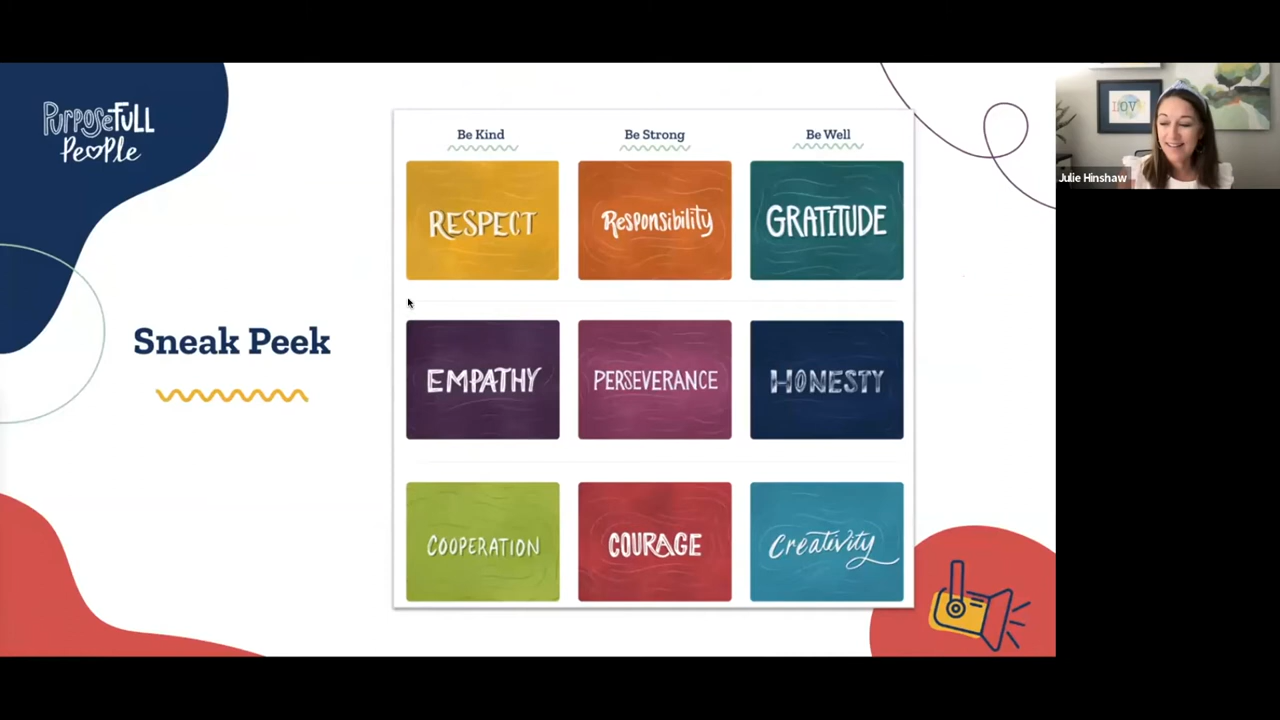 PURPOSEFULL
PEOPLE
Sneak Peek
Be Kind
Be Strong
Be Well
RESPECT
Responsibility
GRATITUDE
EMPATHY
PERSEVERANCE
HONESTY
COOPERATION
COURAGE
Creativity
LOVE
Julie Hinshaw